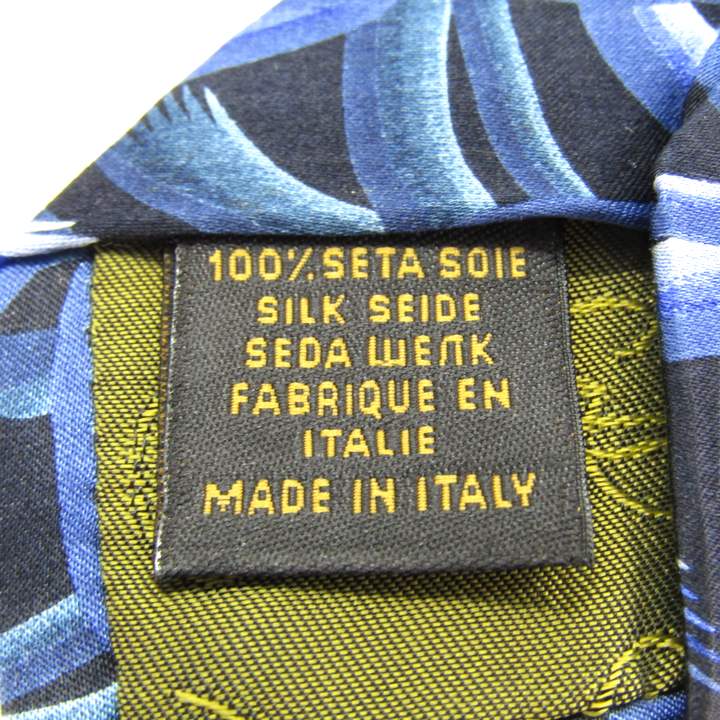 100% SETA SOIE
SILK SEIDE
SEDA ШЕЛК
FABRIQUE EN
ITALIE
MADE IN ITALY